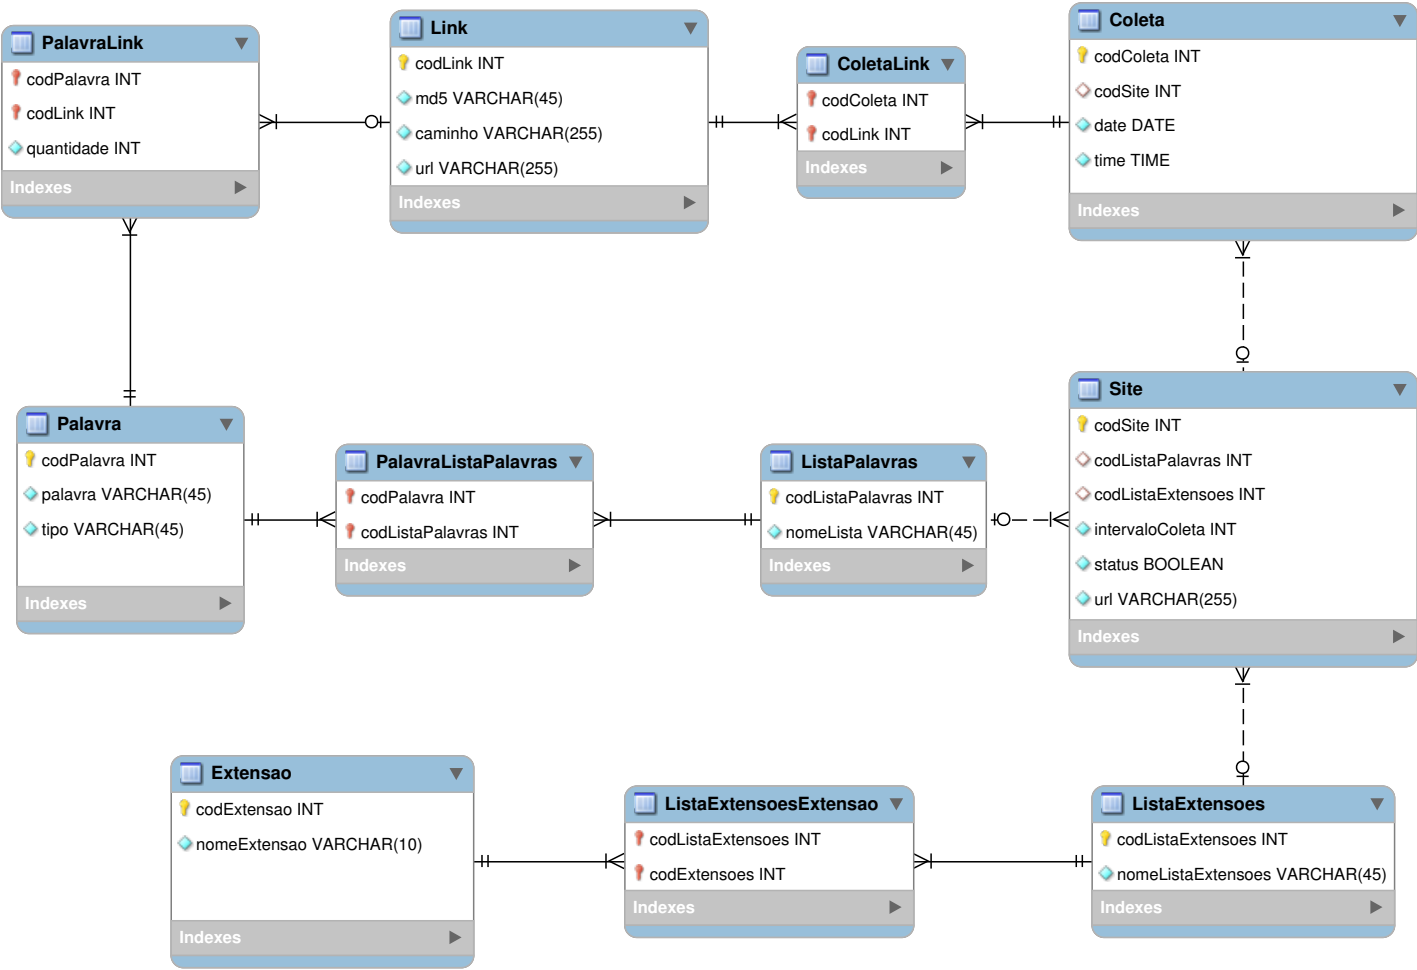 PalavraLink
codPalavra INT
codLink INT
quantidade INT
Indexes
Link
codLink INT
md5 VARCHAR(45)
caminho VARCHAR(255)
url VARCHAR(255)
Indexes
ColetaLink
codColeta INT
codLink INT
Indexes
Coleta
codColeta INT
codSite INT
date DATE
time TIME
Indexes
Palavra
codPalavra INT
palavra VARCHAR(45)
tipo VARCHAR(45)
Indexes
PalavraListaPalavras
codPalavra INT
codListaPalavras INT
Indexes
ListaPalavras
codListaPalavras INT
nomeLista VARCHAR(45)
Indexes
Site
codSite INT
codListaPalavras INT
codListaExtensoes INT
intervaloColeta INT
status BOOLEAN
url VARCHAR(255)
Indexes
Extensao
codExtensao INT
nomeExtensao VARCHAR(10)
Indexes
ListaExtensoesExtensao
codListaExtensoes INT
codExtensoes INT
Indexes
ListaExtensoes
codListaExtensoes INT
nomeListaExtensoes VARCHAR(45)
Indexes